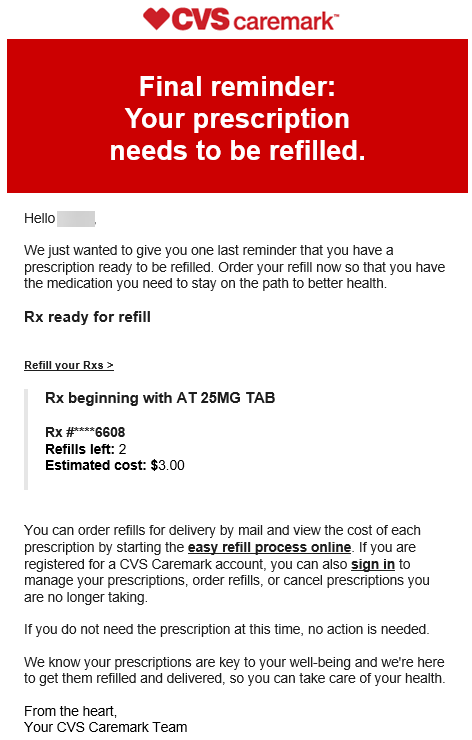 CVS caremark™
Final reminder:
Your prescription
needs to be refilled.
Hello ,
We just wanted to give you one last reminder that you have a
prescription ready to be refilled. Order your refill now so that you have
the medication you need to stay on the path to better health.
Rx ready for refill
Refill your Rxs >
Rx beginning with AT 25MG TAB
Rx #****6608
Refills left: 2
Estimated cost: $3.00
You can order refills for delivery by mail and view the cost of each
prescription by starting the easy refill process online. If you are
registered for a CVS Caremark account, you can also sign in to
manage your prescriptions, order refills, or cancel prescriptions you
are no longer taking.
If you do not need the prescription at this time, no action is needed.
We know your prescriptions are key to your well-being and we're here
to get them refilled and delivered, so you can take care of your health.
From the heart,
Your CVS Caremark Team